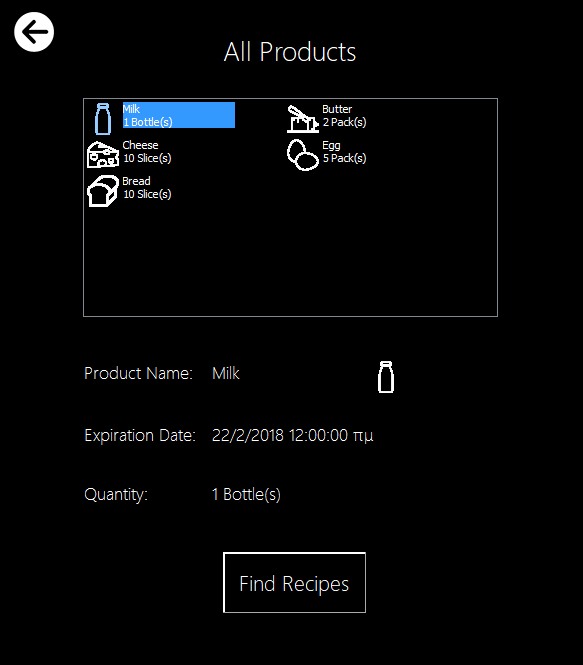 All Products
Milk
1 Bottle(s)
Butter
2 Pack(s)
Cheese
10 Slice(s)
Egg
5 Pack(s)
Bread
10 Slice(s)
Product Name: Milk
Expiration Date: 22/2/2018 12:00:00 πμ
Quantity: 1 Bottle(s)
Find Recipes